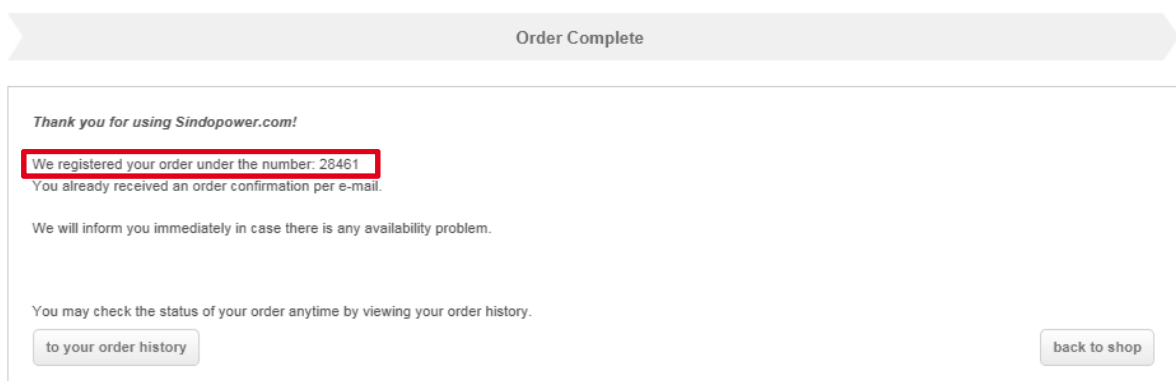 Order Complete
Thank you for using Sindopower.com!
We registered your order under the number: 28461
You already received an order confirmation per e-mail.
We will inform you immediately in case there is any availability problem.
You may check the status of your order anytime by viewing your order history.
to your order history
back to shop